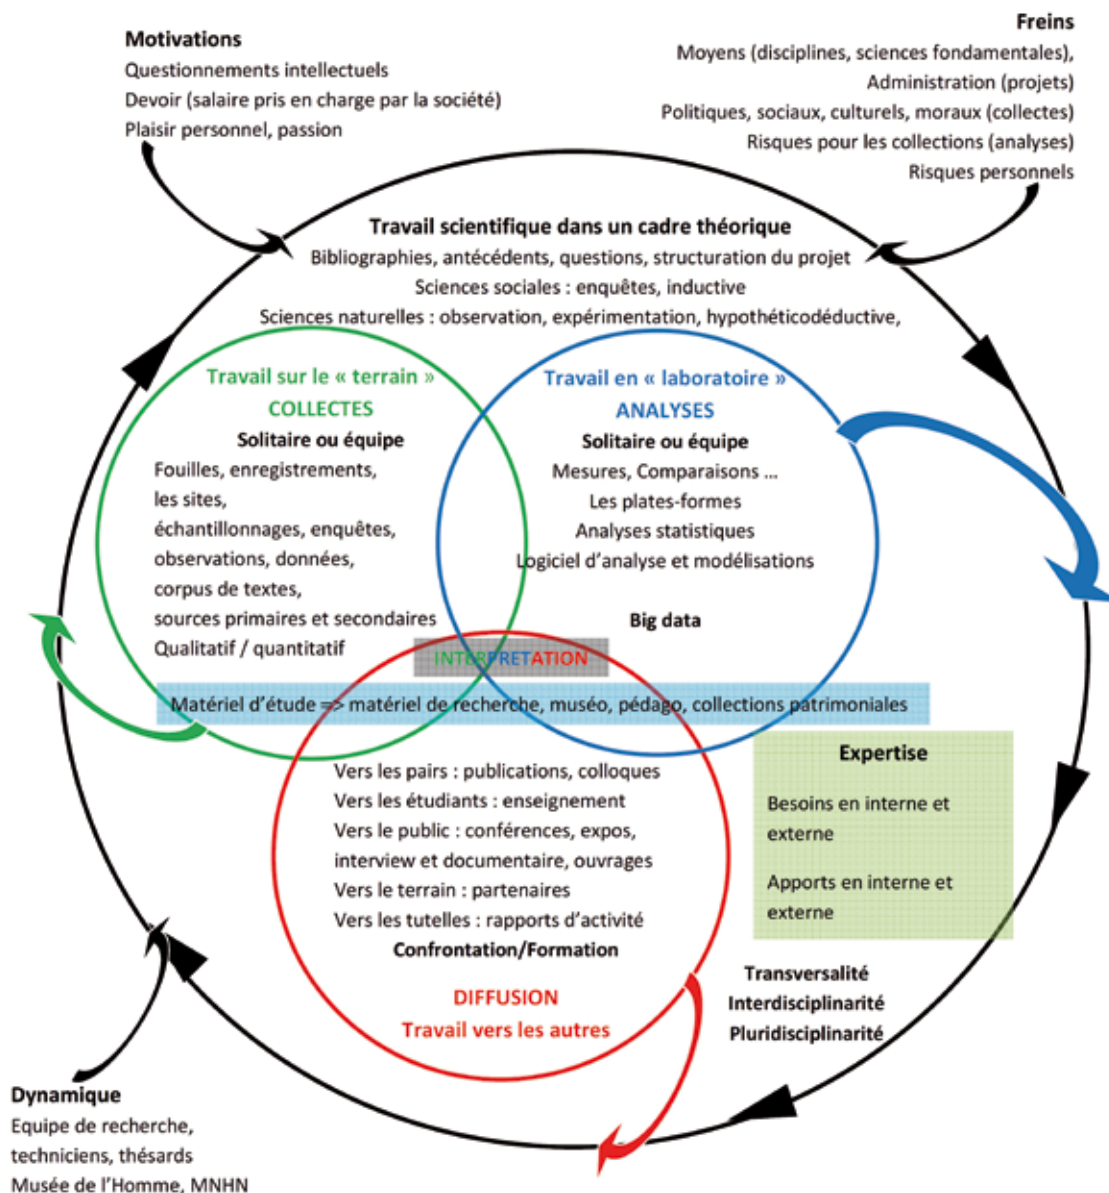 Motivations
Questionnements intellectuels
Devoir (salaire pris en charge par la société)
Plaisir personnel, passion
Freins
Moyens (disciplines, sciences fondamentales),
Administration (projets)
Politiques, sociaux, culturels, moraux (collectes)
Risques pour les collections (analyses)
Risques personnels
Travail scientifique dans un cadre théorique
Bibliographies, antécédents, questions, structuration du projet
Sciences sociales : enquêtes, inductive
Sciences naturelles : observation, expérimentation, hypothéticodéductive,
Travail sur le « terrain »
COLLECTES
Solitaire ou équipe
Fouilles, enregistrements,
les sites,
échantillonnages, enquêtes,
observations, données,
corpus de textes,
sources primaires et secondaires
Qualitatif / quantitatif
Travail en « laboratoire »
ANALYSES
Solitaire ou équipe
Mesures, Comparaisons ...
Les plates-formes
Analyses statistiques
Logiciel d'analyse et modélisations
Big data
INTERPRETATION
Matériel d'étude => matériel de recherche, muséo, pédago, collections patrimoniales
Vers les pairs : publications, colloques
Vers les étudiants : enseignement
Vers le public : conférences, expos,
interview et documentaire, ouvrages
Vers le terrain : partenaires
Vers les tutelles : rapports d'activité
Confrontation/Formation
DIFFUSION
Travail vers les autres
Expertise
Besoins en interne et
externe
Apports en interne et
externe
Transversalité
Interdisciplinarité
Pluridisciplinarité
Dynamique
Equipe de recherche,
techniciens, thésards
Musée de l'Homme, MNHN